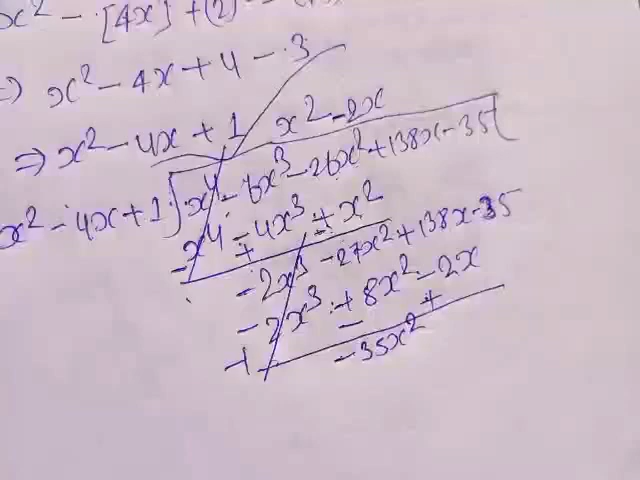 x² - [4x] + (2)
⇒ x² - 4x + 4 - 3
⇒ x² - 4x + 1
x² - 2x
x² - 4x + 1 ) x⁴ - 6x³ - 26x² + 138x - 35 (
x⁴ - 4x³ + x²
- + -
- 2x³ - 27x² + 138x - 35
- 2x³ + 8x² - 2x
+ - +
- 35x²